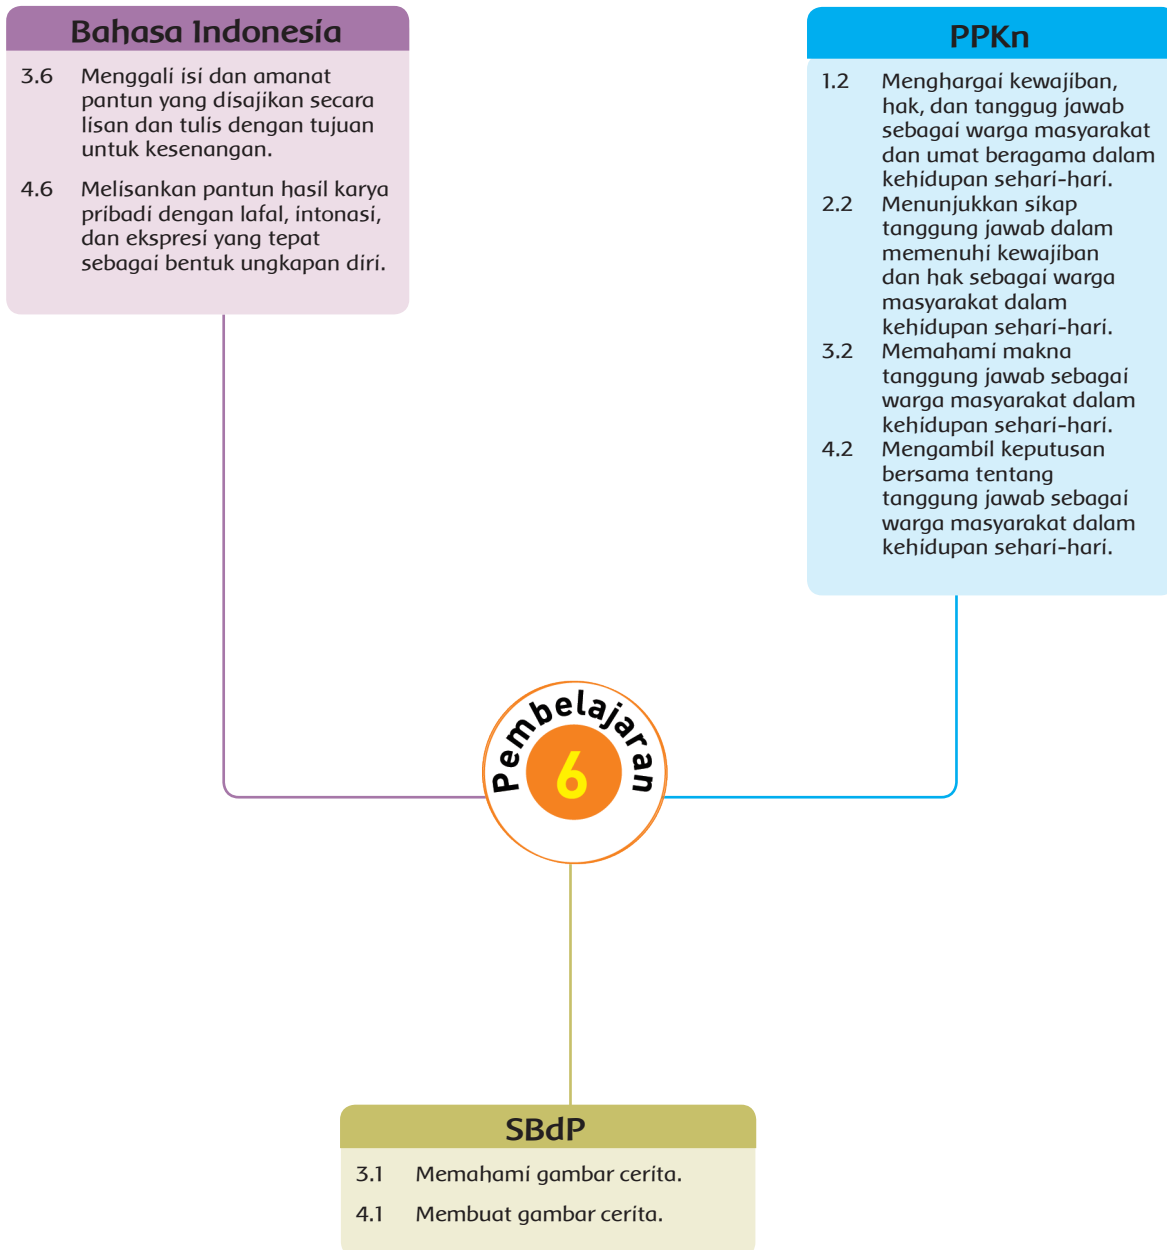 Bahasa Indonesia
3.6 Menggali isi dan amanat
pantun yang disajikan secara
lisan dan tulis dengan tujuan
untuk kesenangan.
4.6 Melisankan pantun hasil karya
pribadi dengan lafal, intonasi,
dan ekspresi yang tepat
sebagai bentuk ungkapan diri.
PPKn
1.2 Menghargai kewajiban,
hak, dan tanggug jawab
sebagai warga masyarakat
dan umat beragama dalam
kehidupan sehari-hari.
2.2 Menunjukkan sikap
tanggung jawab dalam
memenuhi kewajiban
dan hak sebagai warga
masyarakat dalam
kehidupan sehari-hari.
3.2 Memahami makna
tanggung jawab sebagai
warga masyarakat dalam
kehidupan sehari-hari.
4.2 Mengambil keputusan
bersama tentang
tanggung jawab sebagai
warga masyarakat dalam
kehidupan sehari-hari.
Pembelajaran
6
SBdP
3.1 Memahami gambar cerita.
4.1 Membuat gambar cerita.